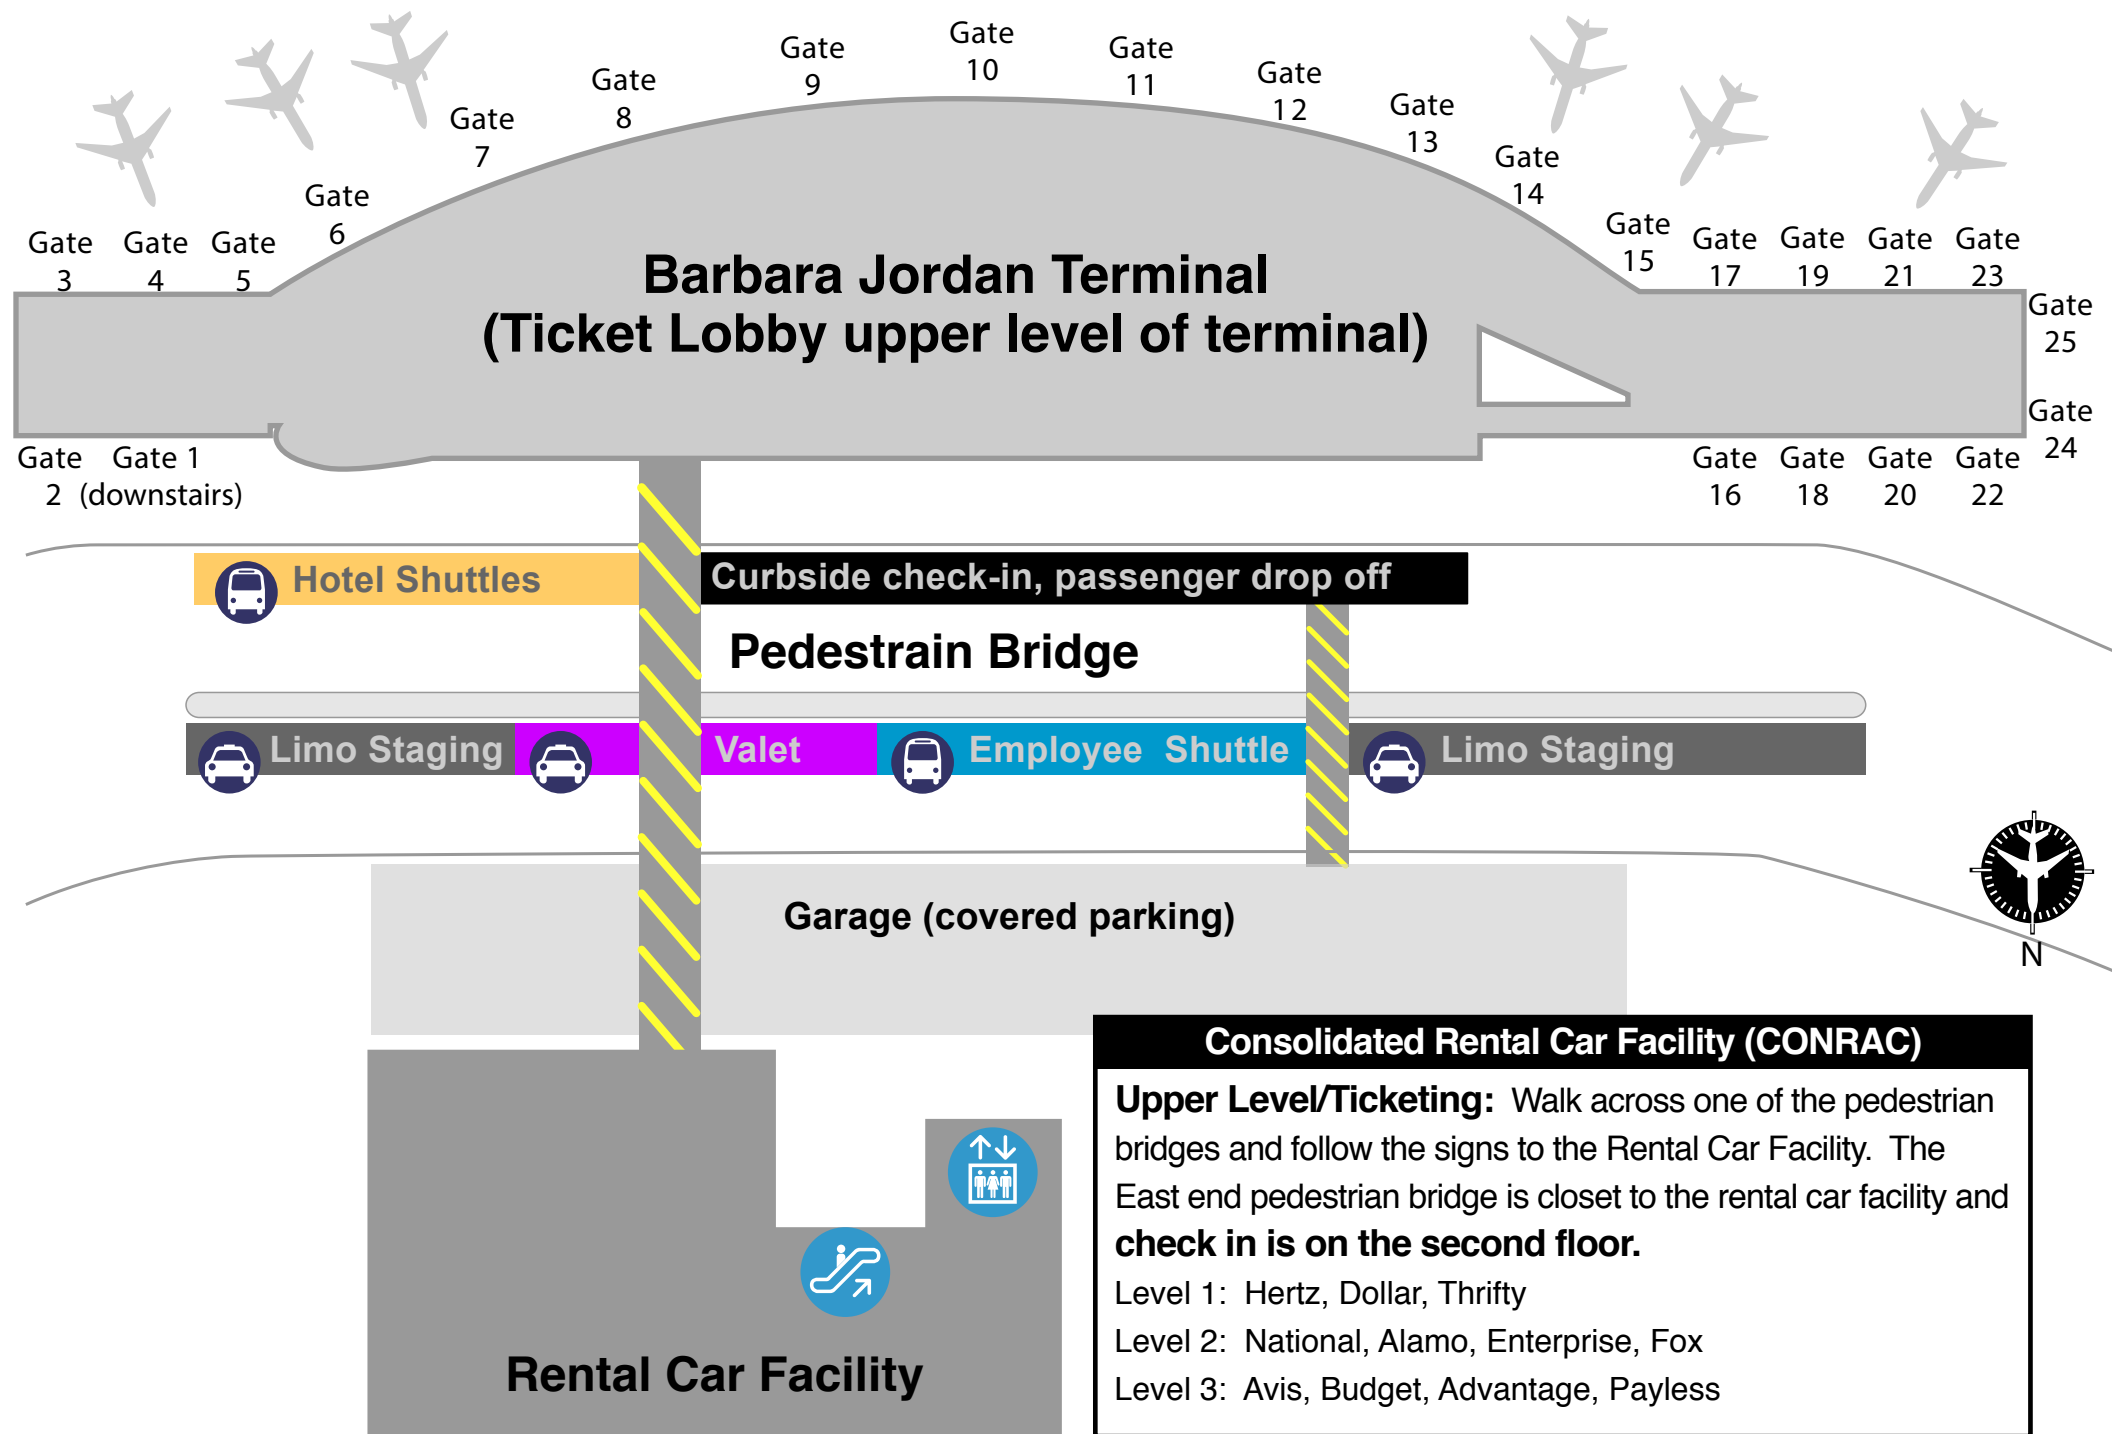 Gate
10
Gate
9
Gate
11
Gate
8
Gate
12
Gate
7
Gate
13
Gate
14
Gate
6
Gate
15
Gate
3
Gate
4
Gate
5
Gate
17
Gate
19
Gate
21
Gate
23
Gate
25
Barbara Jordan Terminal
(Ticket Lobby upper level of terminal)
Gate
24
Gate
2
Gate 1
(downstairs)
Gate
16
Gate
18
Gate
20
Gate
22
Hotel Shuttles
Curbside check-in, passenger drop off
Pedestrain Bridge
Limo Staging
Valet
Employee Shuttle
Limo Staging
Garage (covered parking)
N
Consolidated Rental Car Facility (CONRAC)
Upper Level/Ticketing: Walk across one of the pedestrian
bridges and follow the signs to the Rental Car Facility. The
East end pedestrian bridge is closet to the rental car facility and
check in is on the second floor.
Level 1: Hertz, Dollar, Thrifty
Level 2: National, Alamo, Enterprise, Fox
Level 3: Avis, Budget, Advantage, Payless
Rental Car Facility